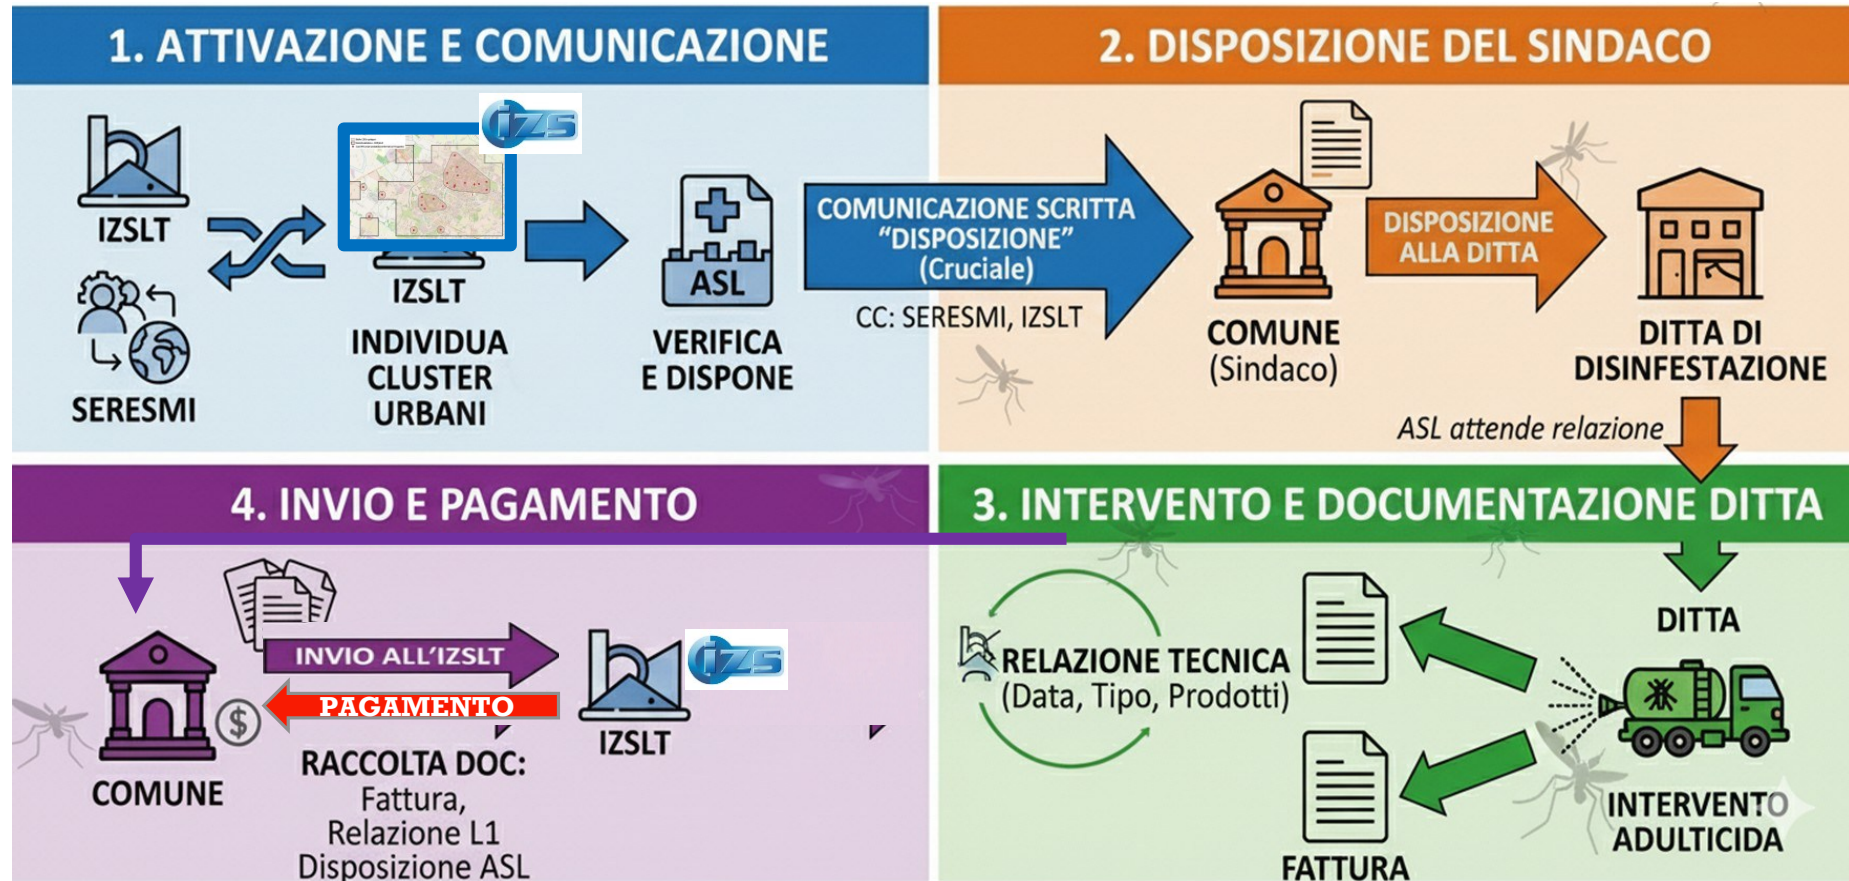 1. ATTIVAZIONE E COMUNICAZIONE
IZSLT
SERESMI
izs
IZSLT
INDIVIDUA
CLUSTER
URBANI
ASL
VERIFICA
E DISPONE
COMUNICAZIONE SCRITTA
“DISPOSIZIONE”
(Cruciale)
CC: SERESMI, IZSLT
2. DISPOSIZIONE DEL SINDACO
COMUNE
(Sindaco)
DISPOSIZIONE
ALLA DITTA
DITTA DI
DISINFESTAZIONE
ASL attende relazione
3. INTERVENTO E DOCUMENTAZIONE DITTA
DITTA
INTERVENTO
ADULTICIDA
RELAZIONE TECNICA
(Data, Tipo, Prodotti)
FATTURA
4. INVIO E PAGAMENTO
COMUNE
$
INVIO ALL’IZSLT
PAGAMENTO
izs
IZSLT
RACCOLTA DOC:
Fattura,
Relazione L1
Disposizione ASL